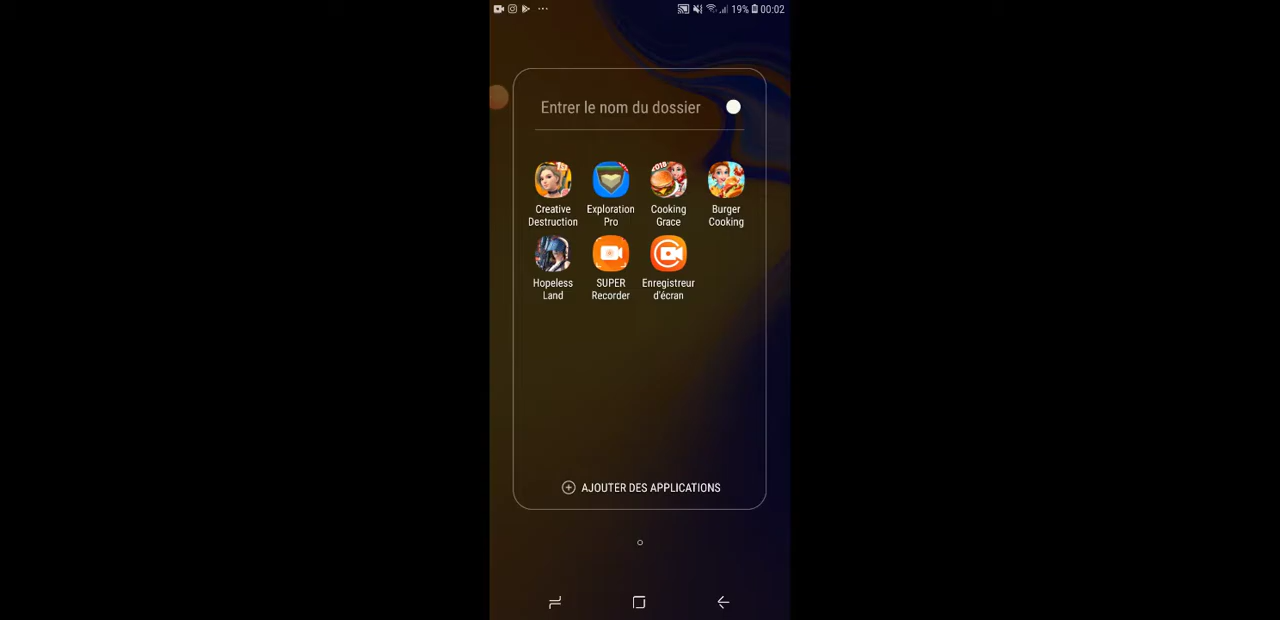 19% 00:02
Entrer le nom du dossier
Creative Destruction
Exploration Pro
2018
Cooking Grace
Burger Cooking
Hopeless Land
SUPER Recorder
Enregistreur d'écran
AJOUTER DES APPLICATIONS